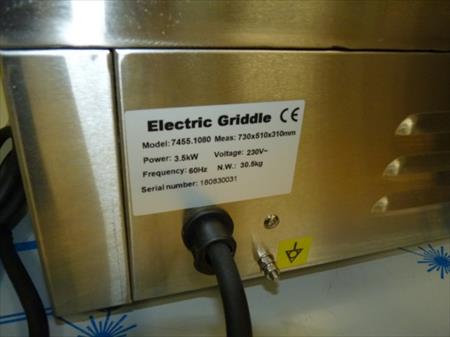 Electric Griddle CE
Model: 7455.1080 Meas: 730x510x310mm
Power: 3.5kW Voltage: 230V~
Frequency: 60Hz N.W.: 30.5kg
Serial number: 180830031